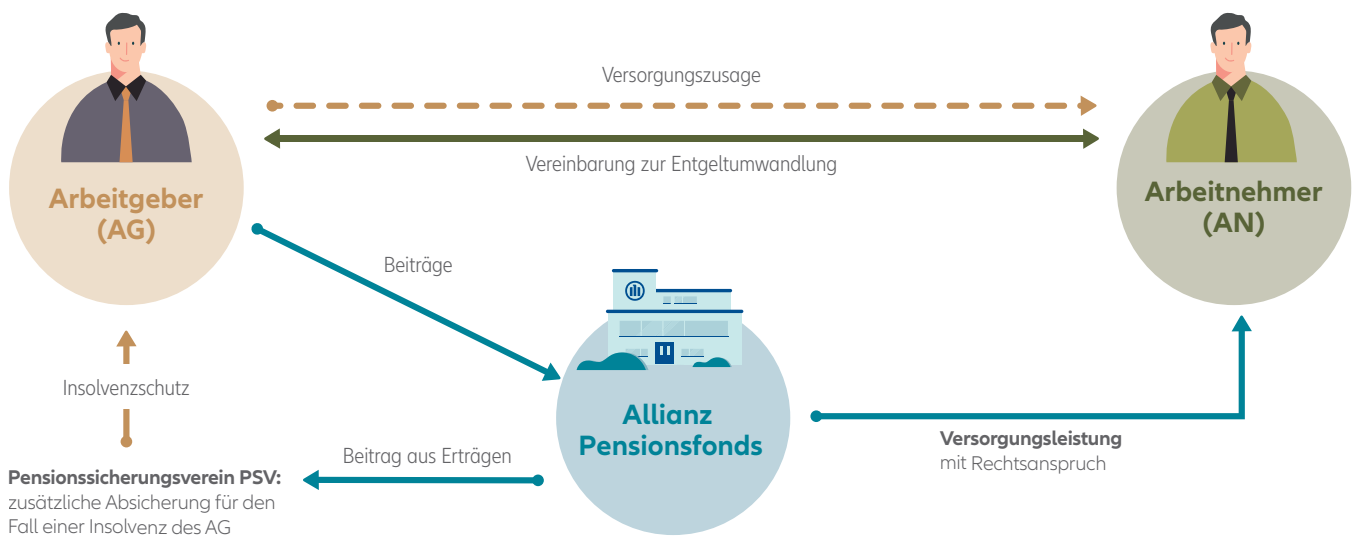 Versorgungszusage
Vereinbarung zur Entgeltumwandlung
Arbeitgeber
(AG)
Arbeitnehmer
(AN)
Beiträge
Insolvenzschutz
Allianz
Pensionsfonds
Beitrag aus Erträgen
Versorgungsleistung
mit Rechtsanspruch
Pensionssicherungsverein PSV:
zusätzliche Absicherung für den
Fall einer Insolvenz des AG